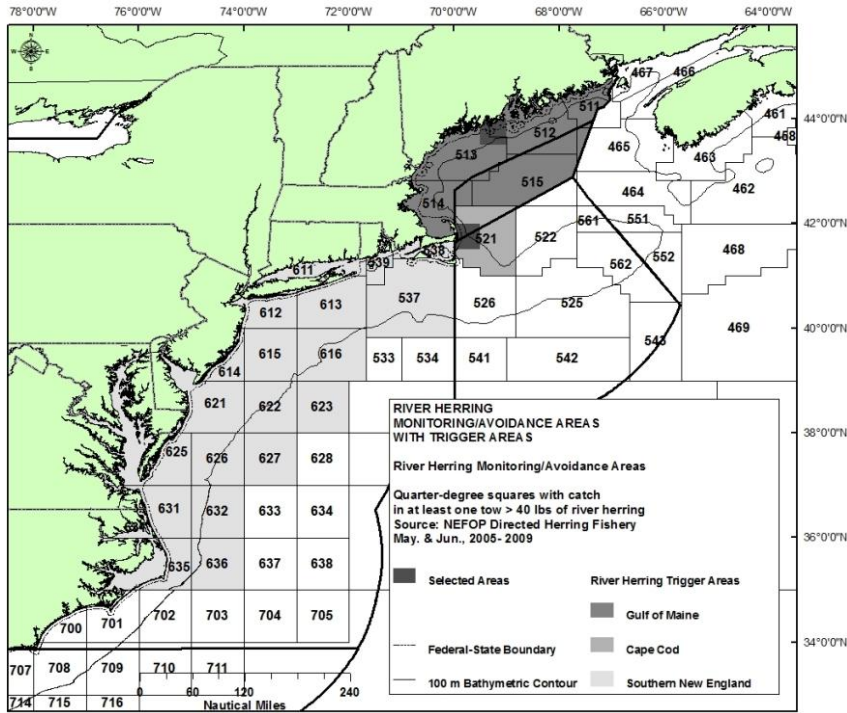 78°0'0"W 76°0'0"W 74°0'0"W 72°0'0"W 70°0'0"W 68°0'0"W 66°0'0"W 64°0'0"W
N
W E
S
467 466
511
461
44°0'0"N
512
468
513 465 463
515 464 462
514
42°0'0"N
521 522 561 551
538 552 468
611 539 562
613 537
612 526 525
40°0'0"N
543 469
615 616 533 534 541 542
614
621 622 623
38°0'0"N
625 626 627 628
631 632 633 634
36°0'0"N
635 636 637 638
700 701 702 703 704 705
34°0'0"N
707 708 709 710 711
714 715 716
0 60 120 240
Nautical Miles
RIVER HERRING
MONITORING/AVOIDANCE AREAS
WITH TRIGGER AREAS
River Herring Monitoring/Avoidance Areas
Quarter-degree squares with catch
in at least one tow > 40 lbs of river herring
Source: NEFOP Directed Herring Fishery
May. & Jun., 2005- 2009
Selected Areas
River Herring Trigger Areas
Gulf of Maine
Federal-State Boundary
Cape Cod
100 m Bathymetric Contour
Southern New England